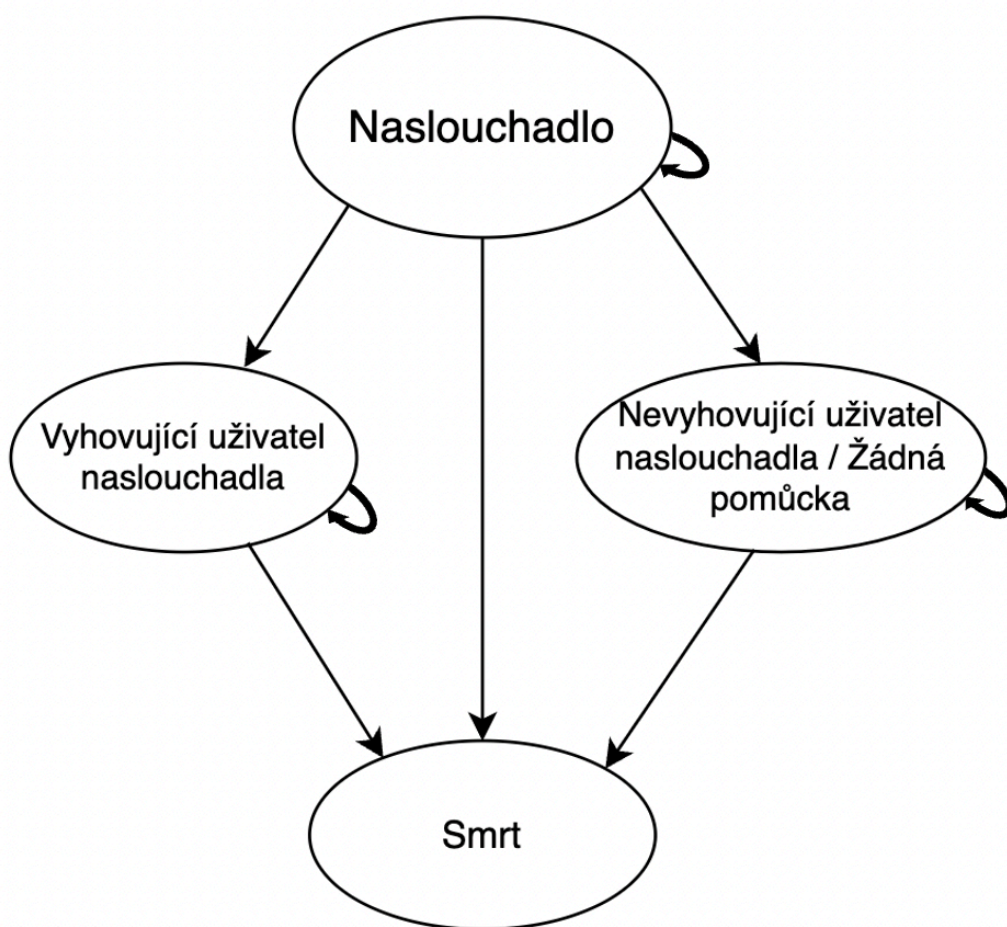 Naslouchadlo
Vyhovující uživatel
naslouchadla
Nevyhovující uživatel
naslouchadla / Žádná
pomůcka
Smrt